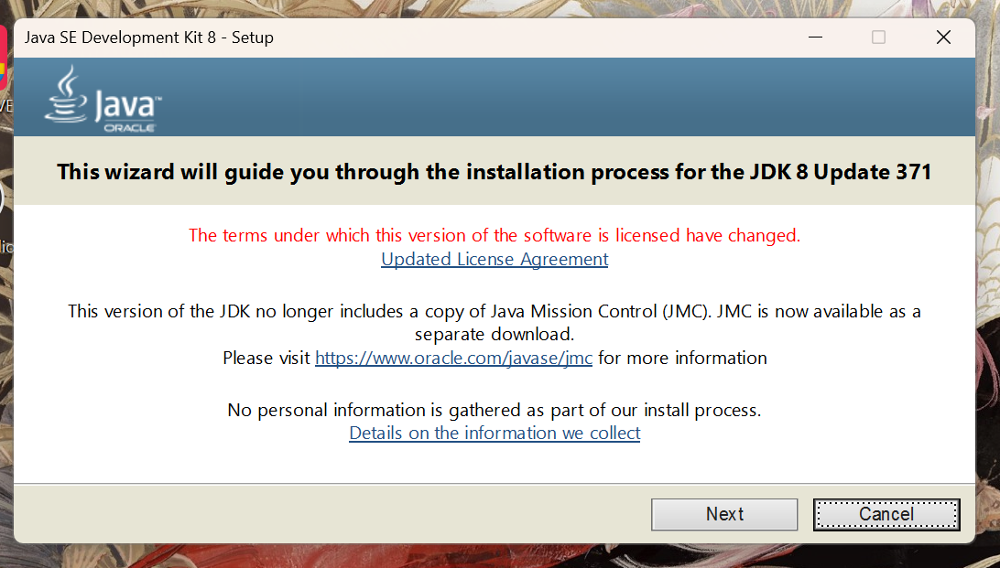 Java SE Development Kit 8 - Setup
Java™
ORACLE
This wizard will guide you through the installation process for the JDK 8 Update 371
The terms under which this version of the software is licensed have changed.
Updated License Agreement
This version of the JDK no longer includes a copy of Java Mission Control (JMC). JMC is now available as a
separate download.
Please visit https://www.oracle.com/javase/jmc for more information
No personal information is gathered as part of our install process.
Details on the information we collect
Next
Cancel